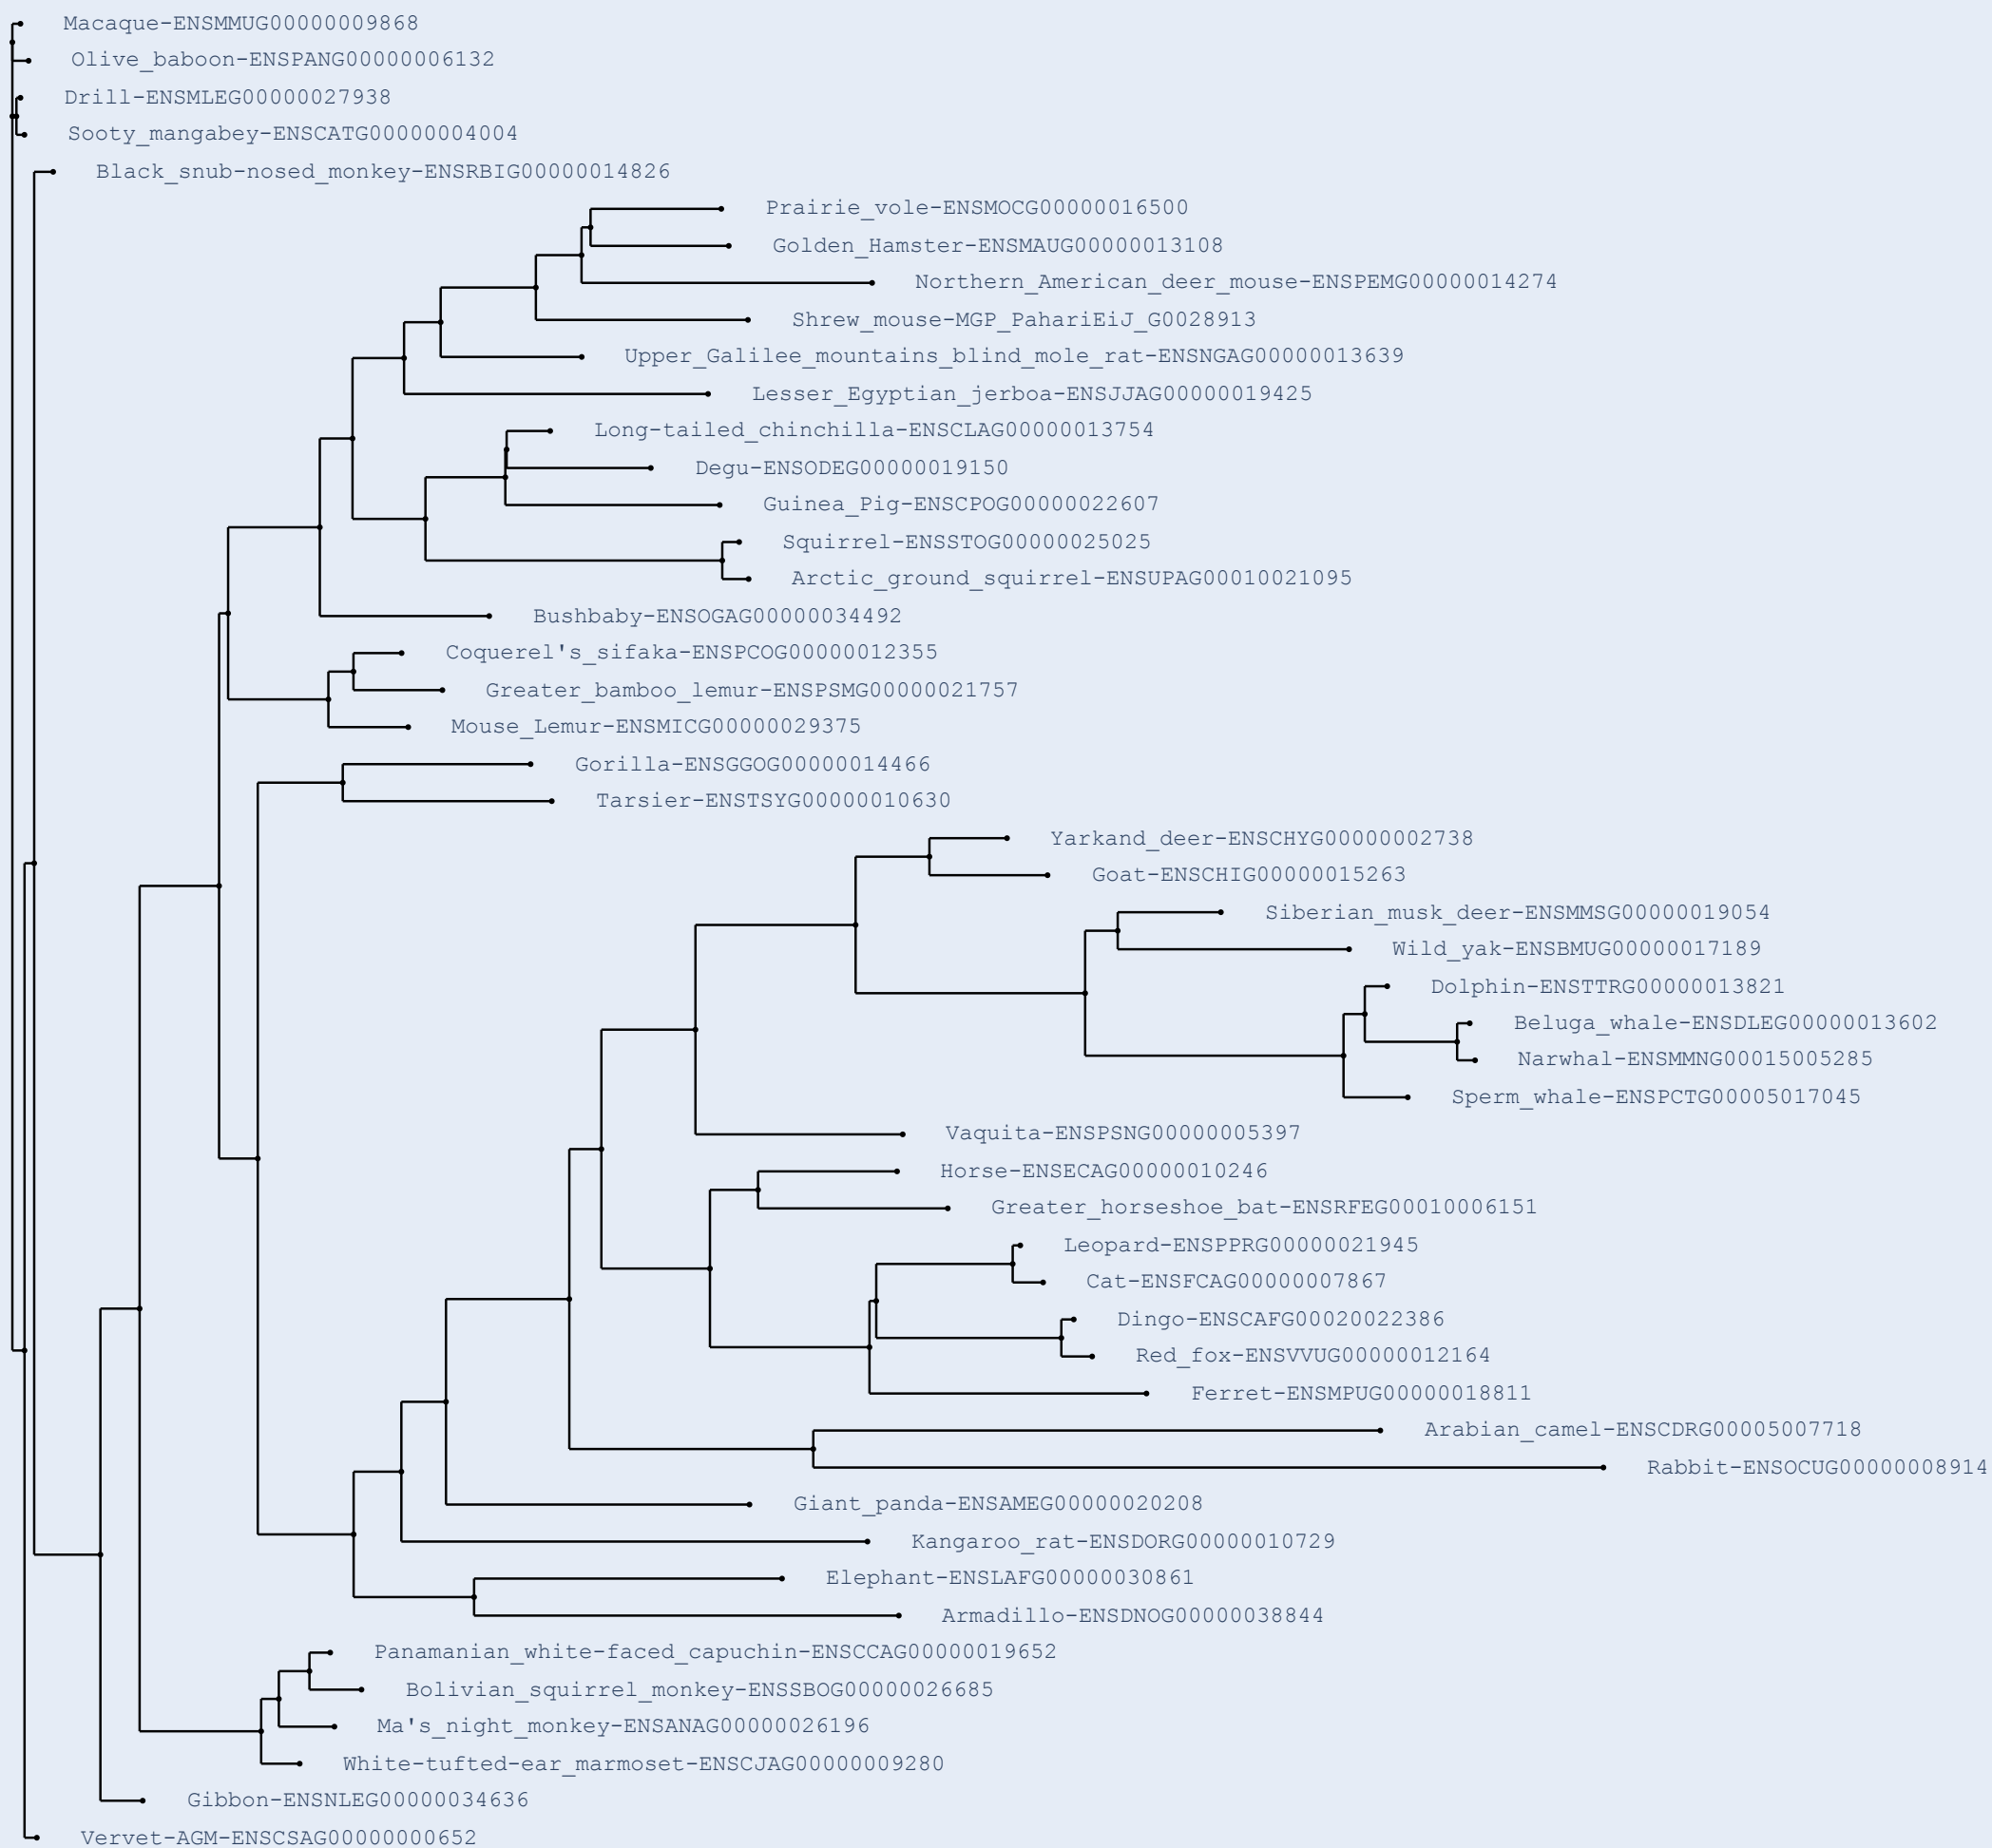 Macaque-ENSMMUG00000009868
Olive_baboon-ENSPANG00000006132
Drill-ENSMLEG00000027938
Sooty_mangabey-ENSCATG00000004004
Black_snub-nosed_monkey-ENSRBIG00000014826
Prairie_vole-ENSMOCG00000016500
Golden_Hamster-ENSMAUG00000013108
Northern_American_deer_mouse-ENSPEMG00000014274
Shrew_mouse-MGP_PahariEiJ_G0028913
Upper_Galilee_mountains_blind_mole_rat-ENSNGAG00000013639
Lesser_Egyptian_jerboa-ENSJJAG00000019425
Long-tailed_chinchilla-ENSCLAG00000013754
Degu-ENSODEG00000019150
Guinea_Pig-ENSCPOG00000022607
Squirrel-ENSSTOG00000025025
Arctic_ground_squirrel-ENSUPAG00010021095
Bushbaby-ENSOGAG00000034492
Coquerel's_sifaka-ENSPCOG00000012355
Greater_bamboo_lemur-ENSPSMG00000021757
Mouse_Lemur-ENSMICG00000029375
Gorilla-ENSGGOG00000014466
Tarsier-ENSTSYG00000010630
Yarkand_deer-ENSCHYG00000002738
Goat-ENSCHIG00000015263
Siberian_musk_deer-ENSMMSG00000019054
Wild_yak-ENSBMUG00000017189
Dolphin-ENSTTRG00000013821
Beluga_whale-ENSDLEG00000013602
Narwhal-ENSMMNG00015005285
Sperm_whale-ENSPCTG00005017045
Vaquita-ENSPSNG00000005397
Horse-ENSECAG00000010246
Greater_horseshoe_bat-ENSRFEG00010006151
Leopard-ENSPPRG00000021945
Cat-ENSFCAG00000007867
Dingo-ENSCAFG00020022386
Red_fox-ENSVVUG00000012164
Ferret-ENSMPUG00000018811
Arabian_camel-ENSCDRG00005007718
Rabbit-ENSOCUG00000008914
Giant_panda-ENSAMEG00000020208
Kangaroo_rat-ENSDORG00000010729
Elephant-ENSLAFG00000030861
Armadillo-ENSDNOG00000038844
Panamanian_white-faced_capuchin-ENSCCAG00000019652
Bolivian_squirrel_monkey-ENSSBOG00000026685
Ma's_night_monkey-ENSANAG00000026196
White-tufted-ear_marmoset-ENSCJAG00000009280
Gibbon-ENSNLEG00000034636
Vervet-AGM-ENSCSAG00000000652